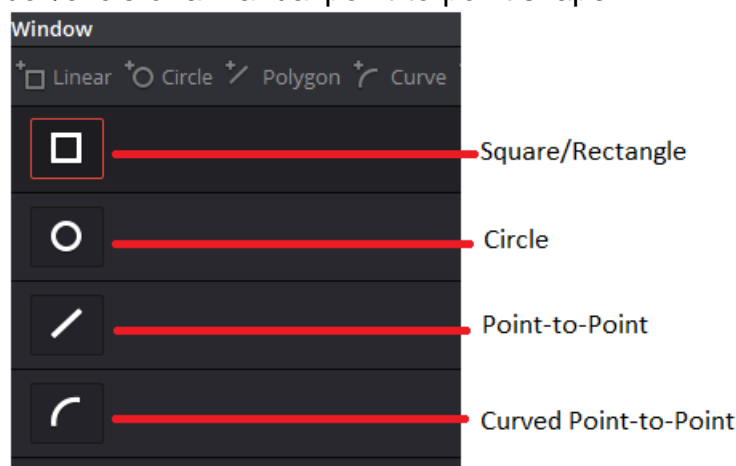 Window
Linear Circle Polygon Curve
Square/Rectangle
Circle
Point-to-Point
Curved Point-to-Point